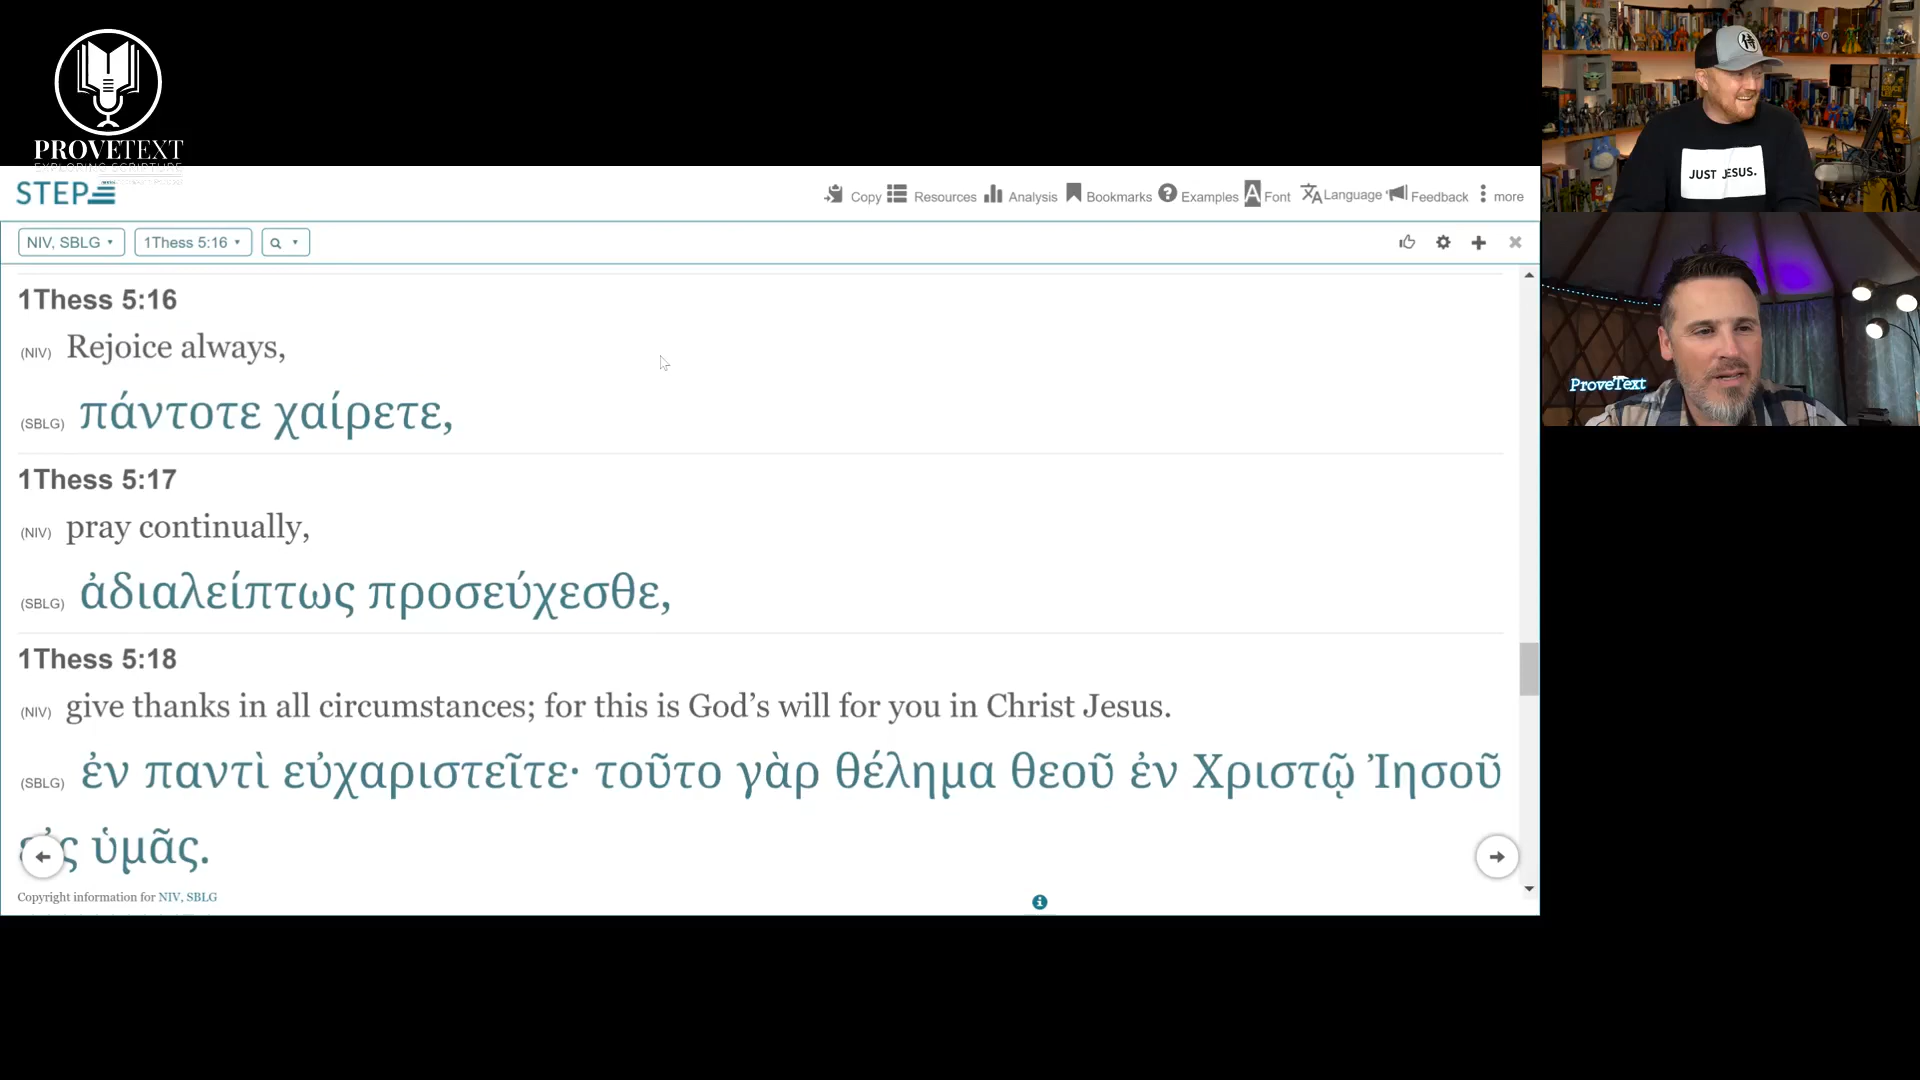 PROVETEXT
EXPLORING SCRIPTURE
STEP
Copy Resources Analysis Bookmarks Examples A Font Language Feedback more
NIV, SBLG 1Thess 5:16
1Thess 5:16
(NIV) Rejoice always,
(SBLG) πάντοτε χαίρετε,
1Thess 5:17
(NIV) pray continually,
(SBLG) ἀδιαλείπτως προσεύχεσθε,
1Thess 5:18
(NIV) give thanks in all circumstances; for this is God’s will for you in Christ Jesus.
(SBLG) ἐν παντὶ εὐχαριστεῖτε· τοῦτο γὰρ θέλημα θεοῦ ἐν Χριστῷ Ἰησοῦ
ὑμᾶς.
Copyright information for NIV, SBLG
JUST JESUS.
ProveText